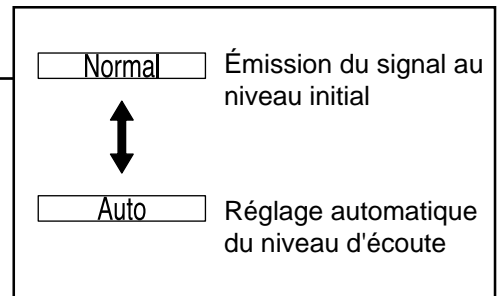 Normal
Émission du signal au
niveau initial
Auto
Réglage automatique
du niveau d'écoute